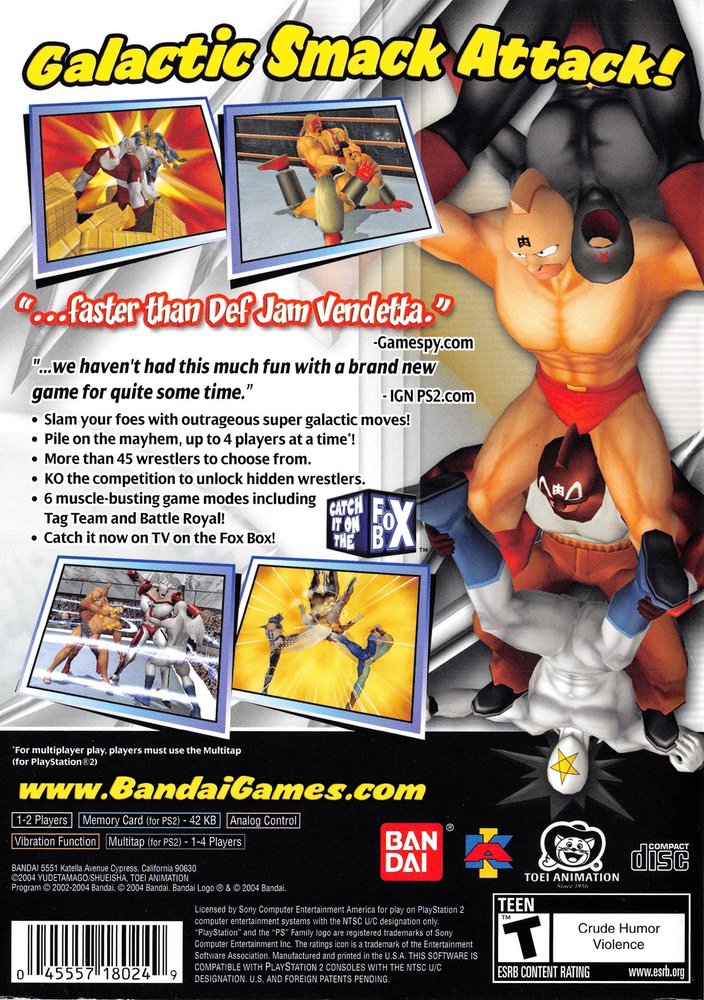 Galactic Smack Attack!
"...faster than Def Jam Vendetta."
-Gamespy.com
"...we haven't had this much fun with a brand new
game for quite some time."
- IGN PS2.com
• Slam your foes with outrageous super galactic moves!
• Pile on the mayhem, up to 4 players at a time*!
• More than 45 wrestlers to choose from.
• KO the competition to unlock hidden wrestlers.
• 6 muscle-busting game modes including
Tag Team and Battle Royal!
• Catch it now on TV on the Fox Box!
CATCH
IT ON
THE
FOX
BOX
TM
肉
肉
*For multiplayer play, players must use the Multitap
(for PlayStation®2)
www.BandaiGames.com
1-2 Players
Memory Card (for PS2) - 42 KB
Analog Control
Vibration Function
Multitap (for PS2) - 1-4 Players
BANDAI 5551 Katella Avenue Cypress, California 90630
©2004 YUDETAMAGO/SHUEISHA, TOEI ANIMATION
Program © 2002-2004 Bandai. © 2004 Bandai. Bandai Logo ® & © 2004 Bandai.
BAN
DAI
®
TOEI ANIMATION
Since 1956
COMPACT
disc
Licensed by Sony Computer Entertainment America for play on PlayStation 2
computer entertainment systems with the NTSC U/C designation only.
"PlayStation" and the "PS" Family logo are registered trademarks of Sony
Computer Entertainment Inc. The ratings icon is a trademark of the Entertainment
Software Association. Manufactured and printed in the U.S.A. THIS SOFTWARE IS
COMPATIBLE WITH PLAYSTATION 2 CONSOLES WITH THE NTSC U/C
DESIGNATION. U.S. AND FOREIGN PATENTS PENDING.
0 45557 18024 9
TEEN
TM
T
Crude Humor
Violence
ESRB CONTENT RATING
www.esrb.org